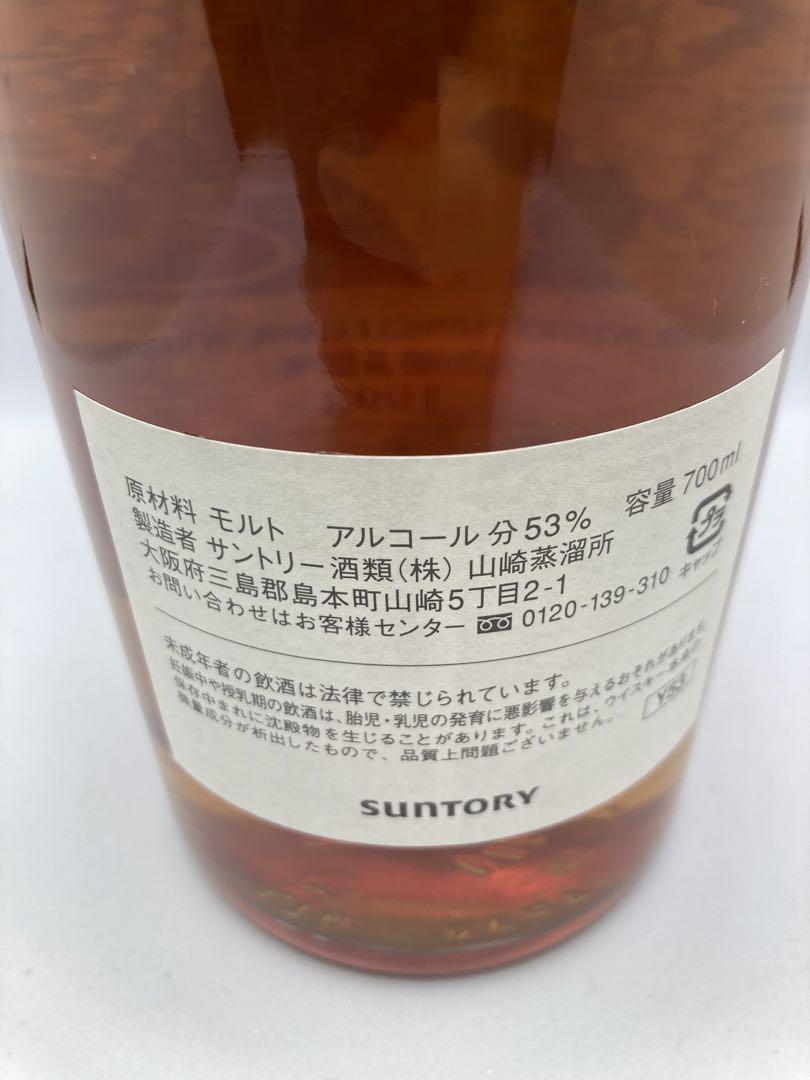 原材料 モルト アルコール分 53% 容量 700ml
製造者 サントリー酒類(株) 山崎蒸溜所
大阪府三島郡島本町山崎5丁目2-1
お問い合わせはお客様センター 0120-139-310 キャップ
未成年者の飲酒は法律で禁じられています。
妊娠中や授乳期の飲酒は、胎児・乳児の発育に悪影響を与えるおそれがあります。
保存中まれに沈殿物を生じることがあります。これは、ウイスキー本来の
微量成分が析出したもので、品質上問題ございません。
Y53
SUNTORY